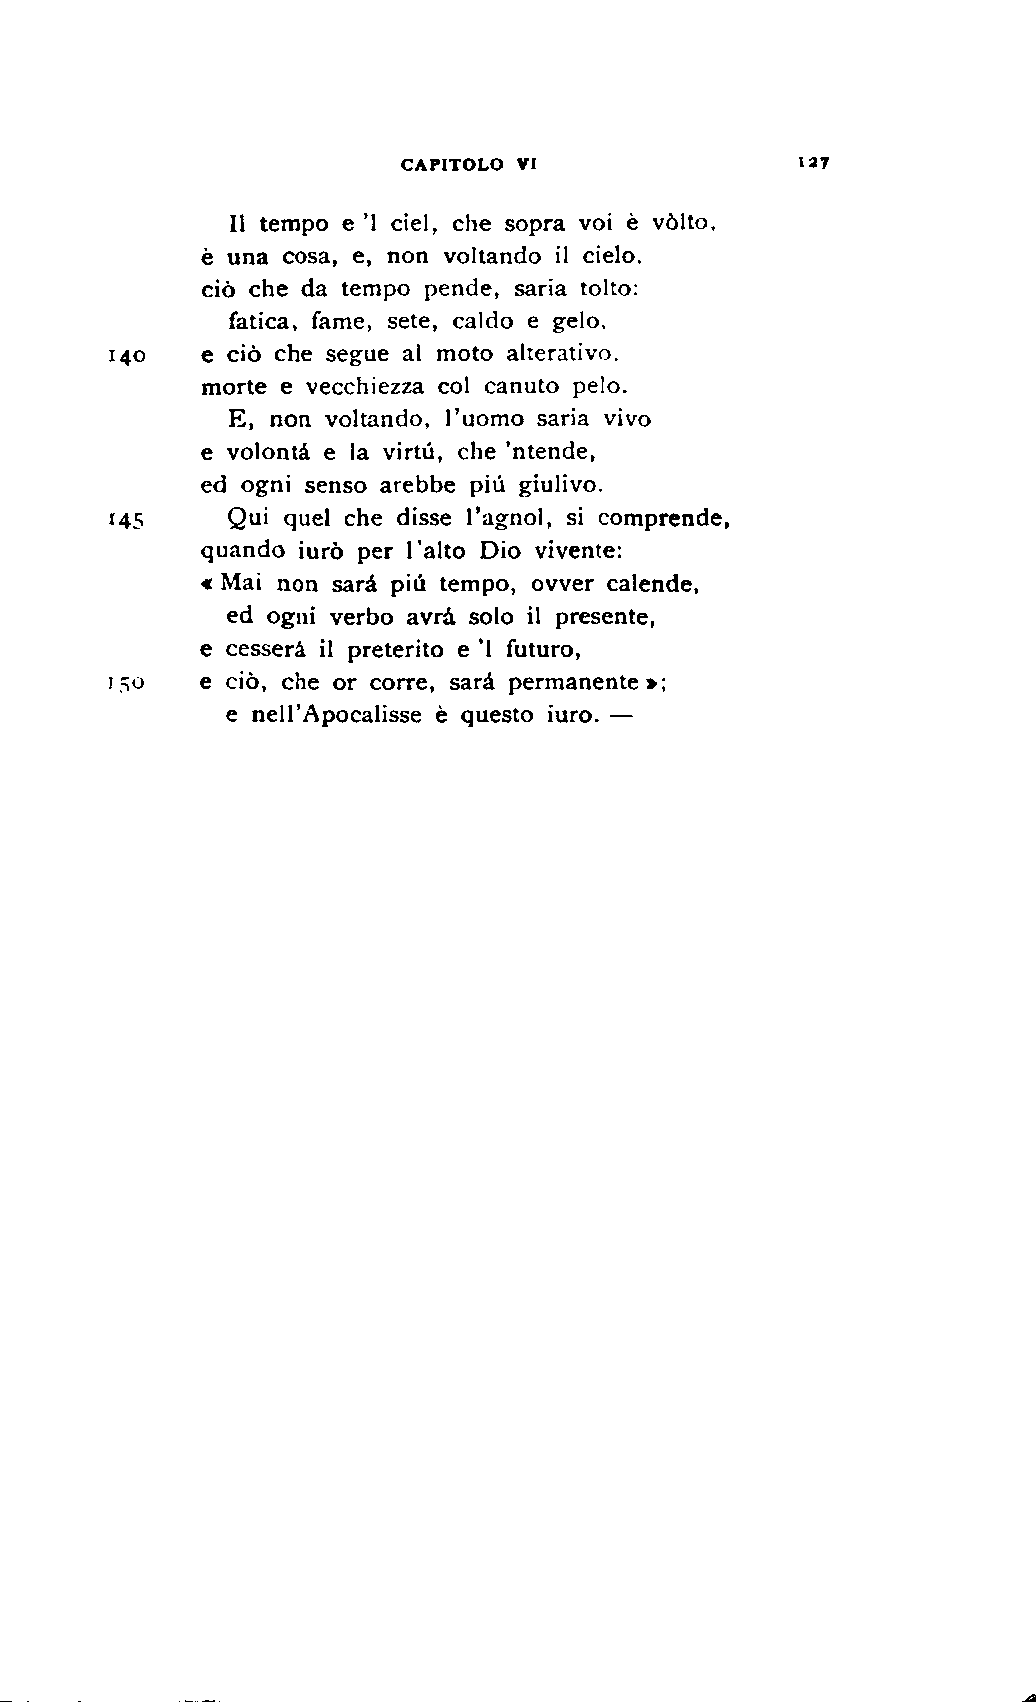 CAPITOLO VI 127
Il tempo e 'l ciel, che sopra voi è vòlto,
è una cosa, e, non voltando il cielo,
ciò che da tempo pende, saria tolto:
fatica, fame, sete, caldo e gelo,
140 e ciò che segue al moto alterativo,
morte e vecchiezza col canuto pelo.
E, non voltando, l'uomo saria vivo
e volontá e la virtú, che 'ntende,
ed ogni senso arebbe piú giulivo.
145 Qui quel che disse l'agnol, si comprende,
quando iurò per l'alto Dio vivente:
« Mai non sará piú tempo, ovver calende,
ed ogni verbo avrá solo il presente,
e cesserá il preterito e 'l futuro,
150 e ciò, che or corre, sará permanente »;
e nell'Apocalisse è questo iuro. —